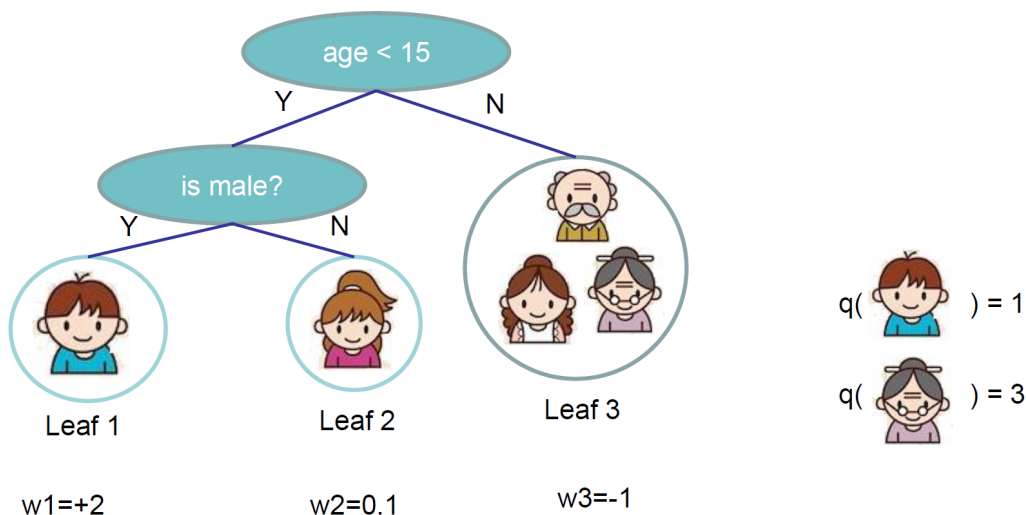 age < 15
Y
N
is male?
Y
N
Leaf 1
Leaf 2
Leaf 3
q( ) = 1
q( ) = 3
w1=+2
w2=0.1
w3=-1